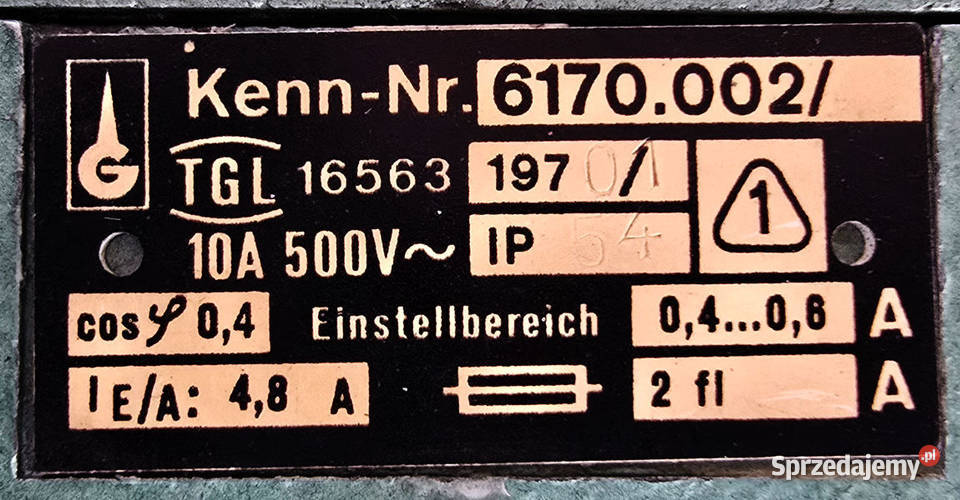 Kenn-Nr. 6170.002/
G TGL 16563 1970/1 1
10A 500V~ IP 54
cos φ 0,4 Einstellbereich 0,4...0,6 A
I E/A: 4,8 A 2 fl A
Sprzedajemy.pl